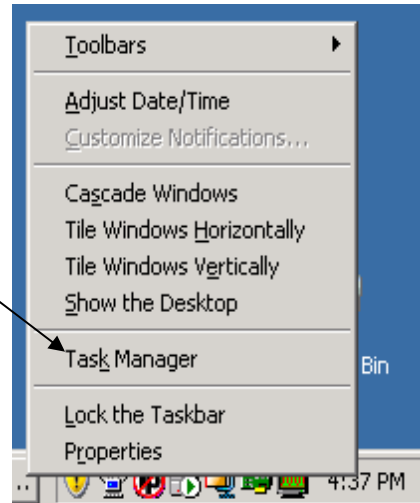 Toolbars
Adjust Date/Time
Customize Notifications...
Cascade Windows
Tile Windows Horizontally
Tile Windows Vertically
Show the Desktop
Task Manager
Bin
Lock the Taskbar
Properties
.. 4:37 PM